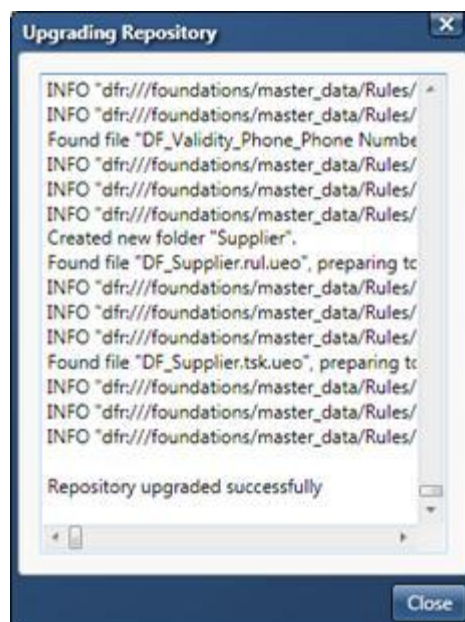 Upgrading Repository
INFO "dfr:///foundations/master_data/Rules/
INFO "dfr:///foundations/master_data/Rules/
Found file "DF_Validity_Phone_Phone Numbe
INFO "dfr:///foundations/master_data/Rules/
INFO "dfr:///foundations/master_data/Rules/
INFO "dfr:///foundations/master_data/Rules/
Created new folder "Supplier".
Found file "DF_Supplier.rul.ueo", preparing to
INFO "dfr:///foundations/master_data/Rules/
INFO "dfr:///foundations/master_data/Rules/
INFO "dfr:///foundations/master_data/Rules/
Found file "DF_Supplier.tsk.ueo", preparing to
INFO "dfr:///foundations/master_data/Rules/
INFO "dfr:///foundations/master_data/Rules/
INFO "dfr:///foundations/master_data/Rules/
Repository upgraded successfully
Close